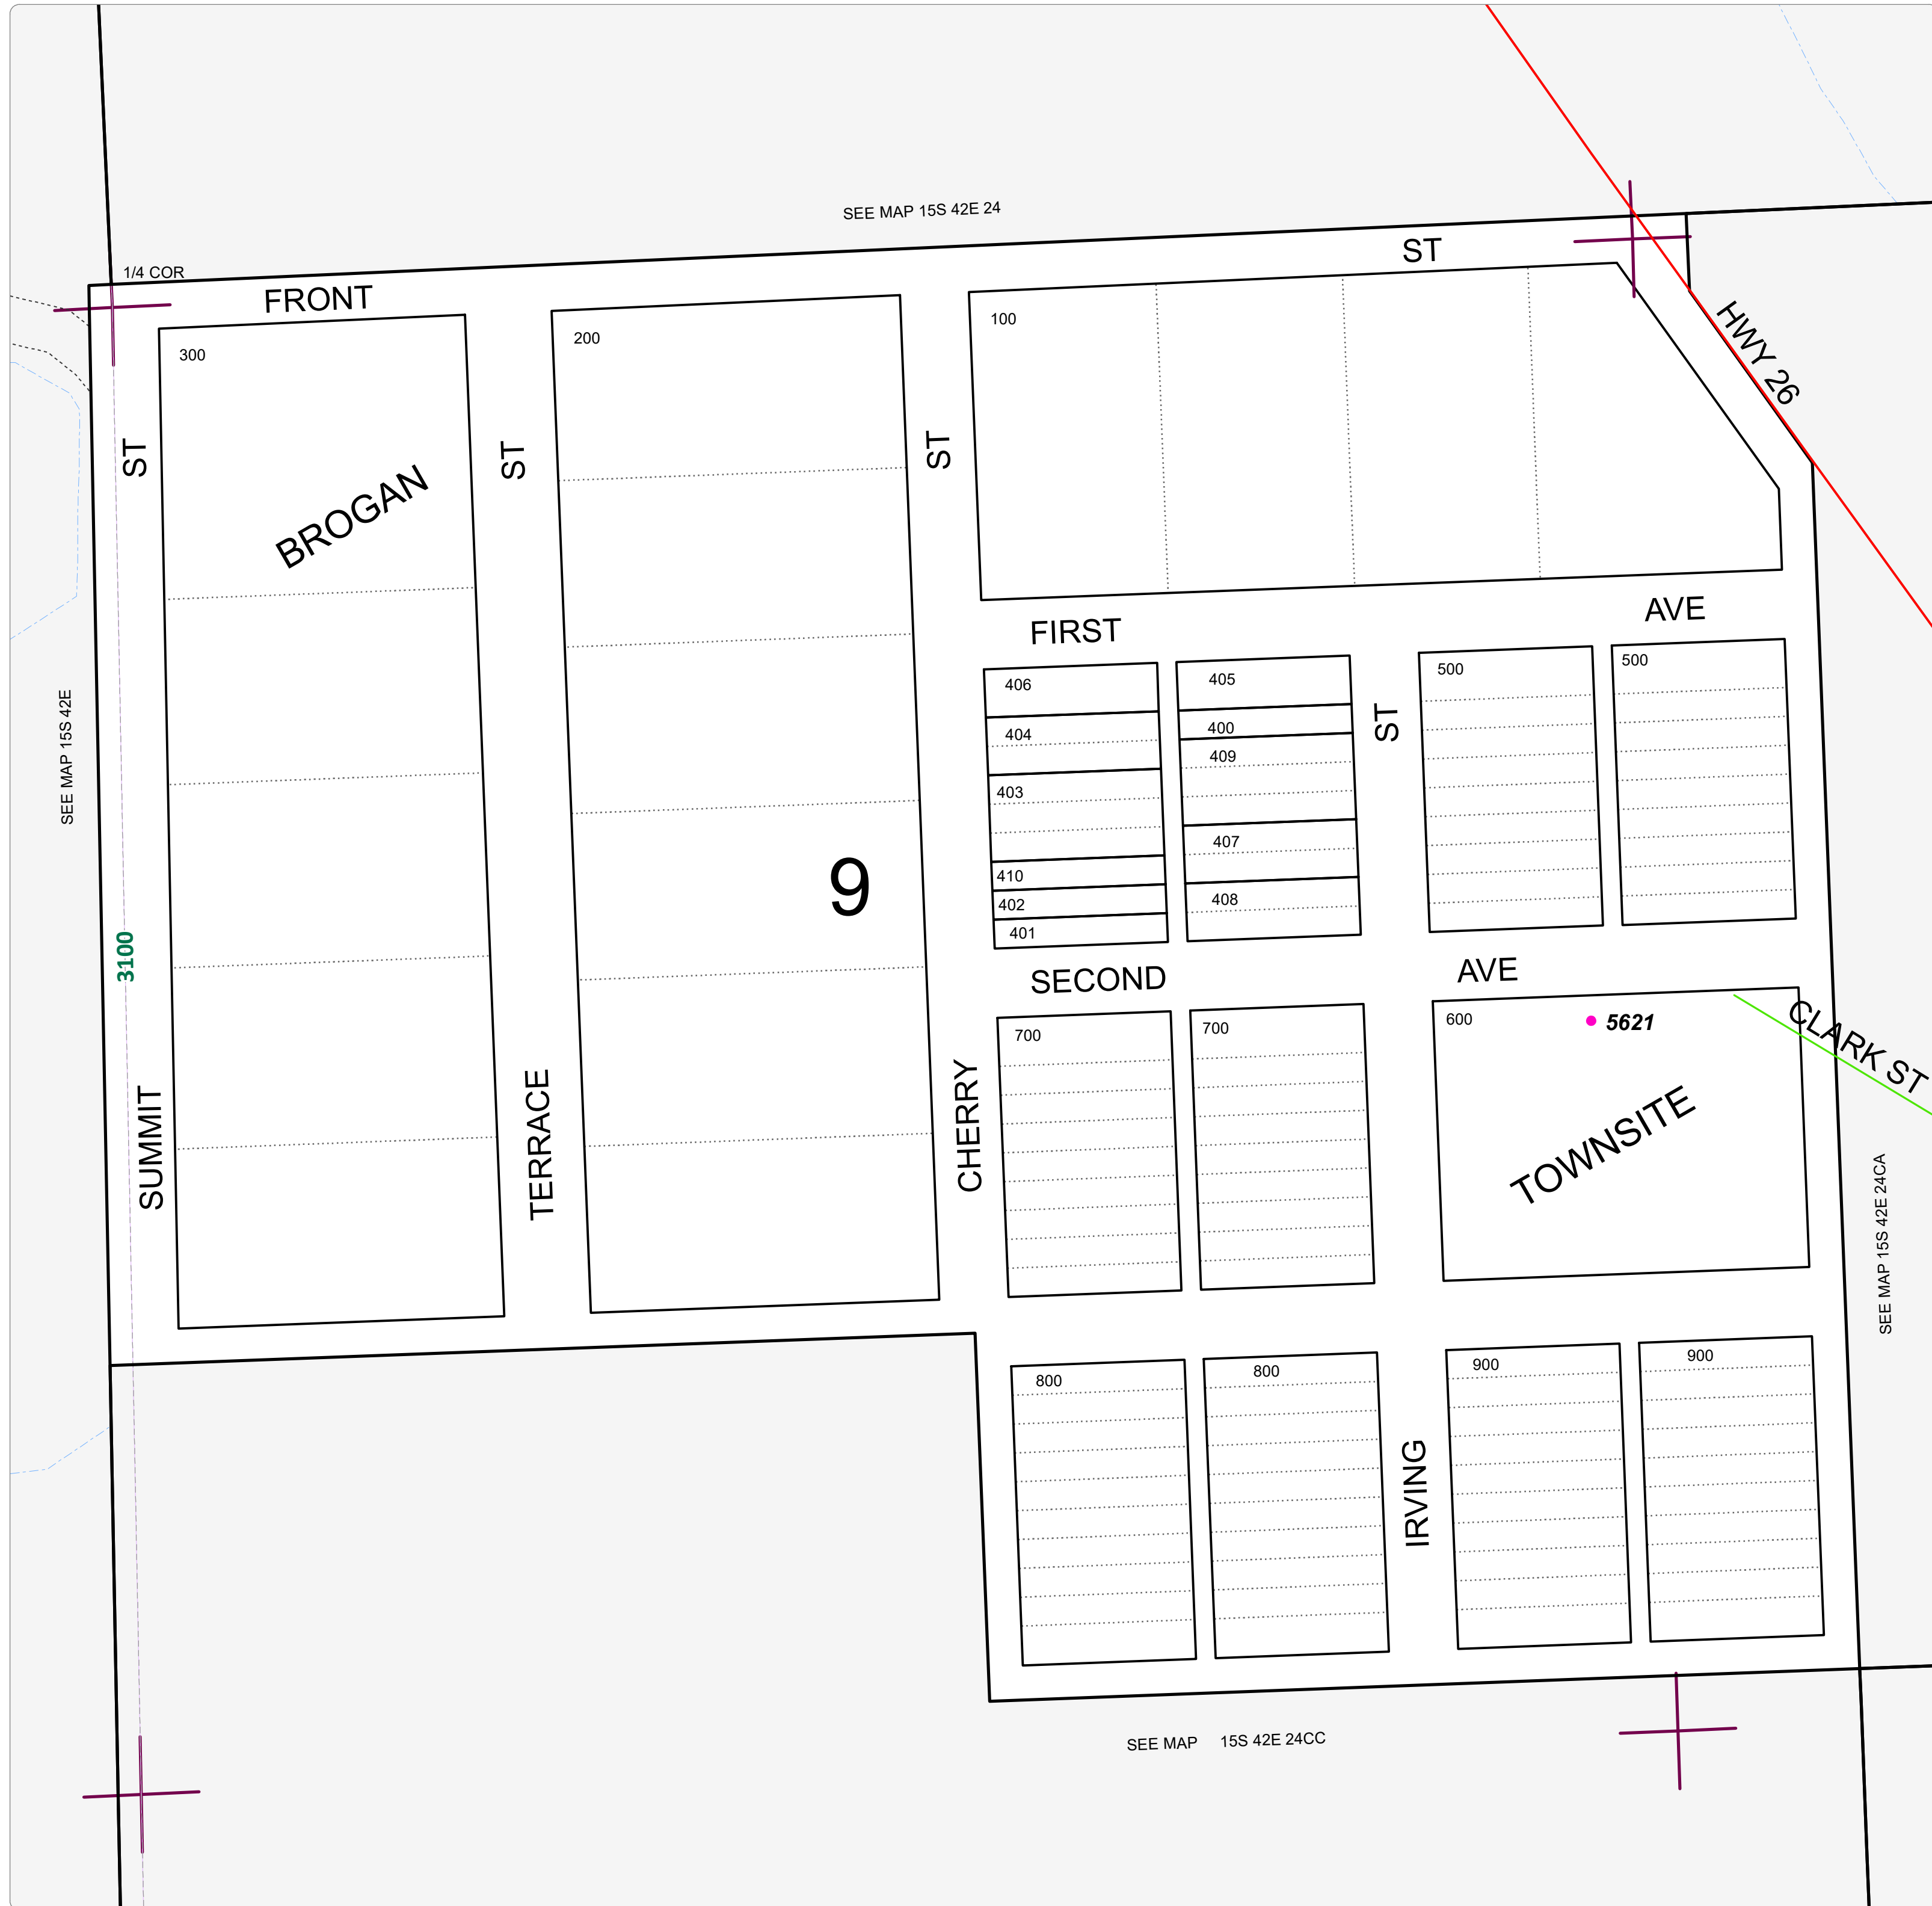 SEE MAP 15S 42E 24
1/4 COR
FRONT
ST
HWY 26
300
200
100
ST
ST
ST
BROGAN
FIRST
AVE
406
405
500
500
404
400
ST
409
403
407
410
408
402
401
9
SEE MAP 15S 42E
3100
SECOND
AVE
700
700
600
5621
CLARK ST
TOWNSITE
SUMMIT
TERRACE
CHERRY
SEE MAP 15S 42E 24CA
800
800
900
900
IRVING
SEE MAP 15S 42E 24CC